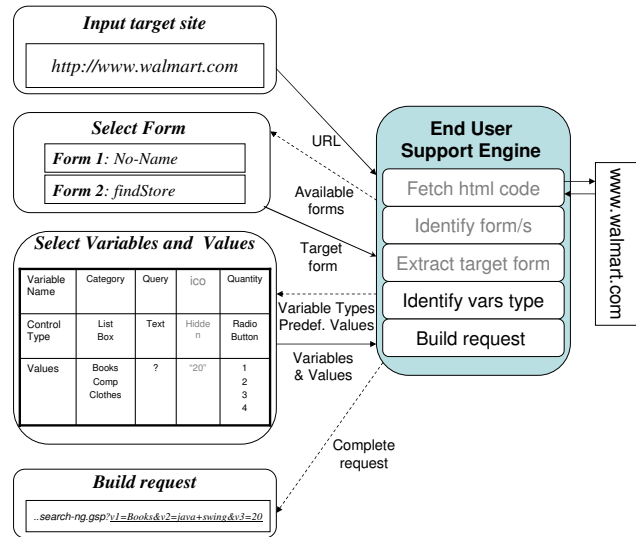 Input target site
http://www.walmart.com
Select Form
Form 1: No-Name
Form 2: findStore
Select Variables and Values
Variable Name Category Query ico Quantity
Control Type List Box Text Hidden Radio Button
Values Books Comp Clothes ? "20" 1 2 3 4
Build request
..search-ng.gsp?v1=Books&v2=java+swing&v3=20
URL
Available
forms
Target
form
Variable Types
Predef. Values
Variables
& Values
Complete
request
End User
Support Engine
Fetch html code
Identify form/s
Extract target form
Identify vars type
Build request
www.walmart.com